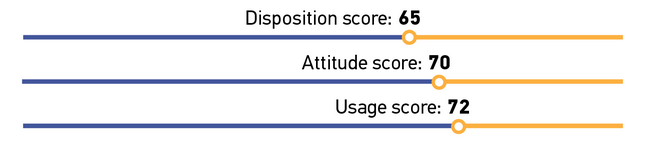 Disposition score: 65
Attitude score: 70
Usage score: 72